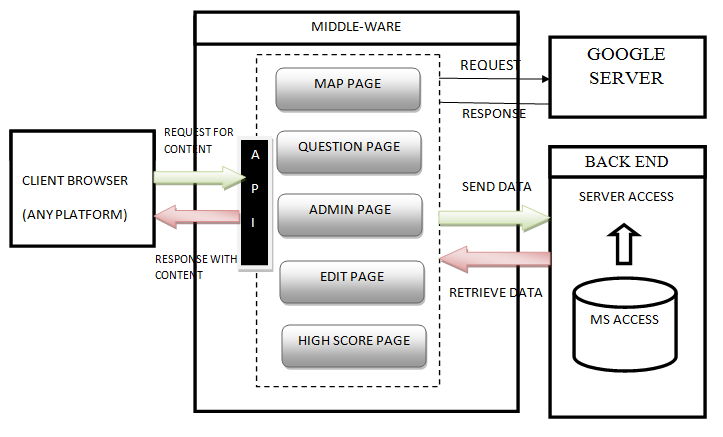 MIDDLE-WARE
MAP PAGE
QUESTION PAGE
ADMIN PAGE
EDIT PAGE
HIGH SCORE PAGE
A
P
I
REQUEST FOR
CONTENT
RESPONSE WITH
CONTENT
CLIENT BROWSER
(ANY PLATFORM)
REQUEST
RESPONSE
GOOGLE
SERVER
SEND DATA
RETRIEVE DATA
BACK END
SERVER ACCESS
MS ACCESS